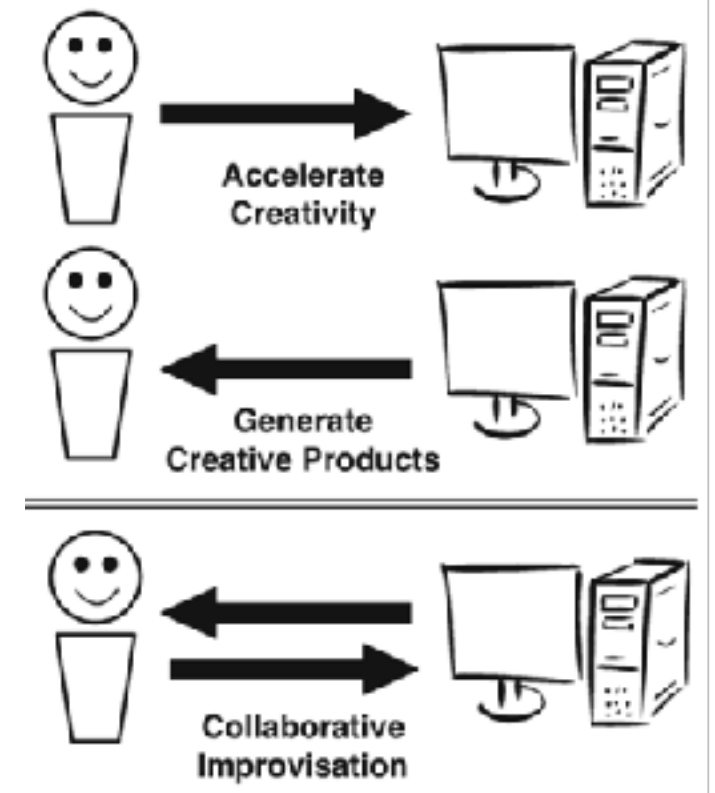 Accelerate
Creativity
Generate
Creative Products
Collaborative
Improvisation